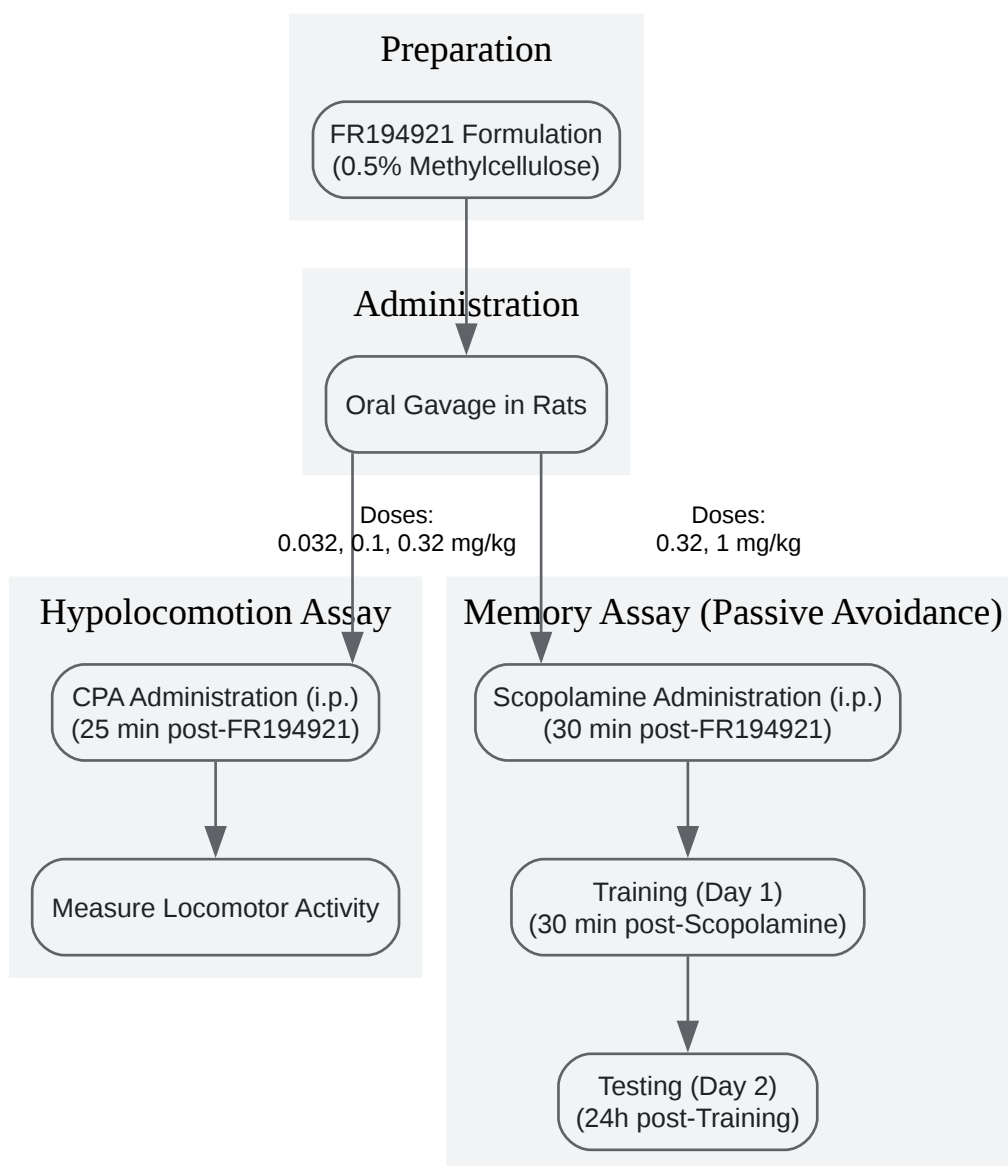 Preparation
FR194921 Formulation
(0.5% Methylcellulose)
Administration
Oral Gavage in Rats
Doses:
0.032, 0.1, 0.32 mg/kg
Doses:
0.32, 1 mg/kg
Hypolocomotion Assay
CPA Administration (i.p.)
(25 min post-FR194921)
Measure Locomotor Activity
Memory Assay (Passive Avoidance)
Scopolamine Administration (i.p.)
(30 min post-FR194921)
Training (Day 1)
(30 min post-Scopolamine)
Testing (Day 2)
(24h post-Training)